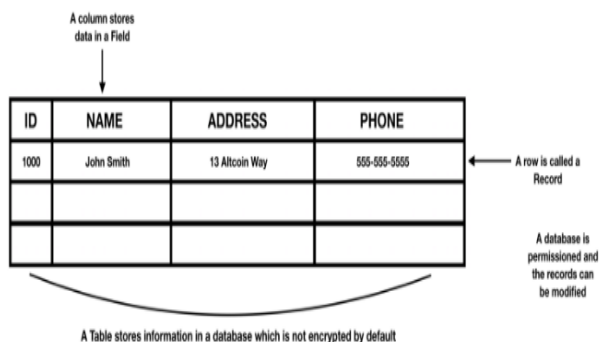 A column stores
data in a Field
ID NAME ADDRESS PHONE
1000 John Smith 13 Altcoin Way 555-555-5555
A row is called a
Record
A database is
permissioned and
the records can
be modified
A Table stores information in a database which is not encrypted by default